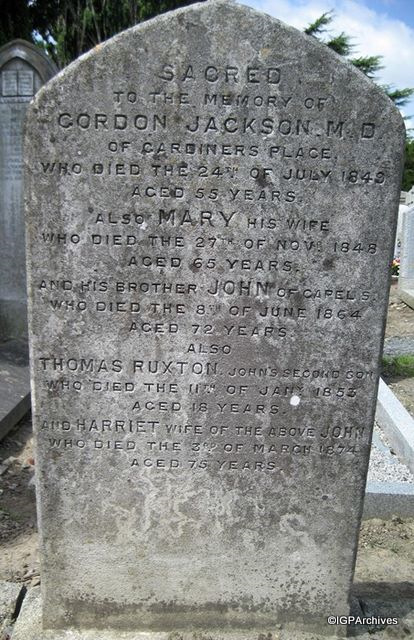 SACRED
TO THE MEMORY OF
GORDON JACKSON. M.D.
OF GARDINERS PLACE,
WHO DIED THE 24TH OF JULY 1849
AGED 55 YEARS.
ALSO MARY HIS WIFE
WHO DIED THE 27TH OF NOVR 1848
AGED 65 YEARS.
AND HIS BROTHER JOHN OF CAPEL S.
WHO DIED THE 8TH OF JUNE 1864
AGED 72 YEARS.
ALSO
THOMAS RUXTON. JOHN'S SECOND SON
WHO DIED THE 11TH OF JANY 1853
AGED 18 YEARS.
AND HARRIET WIFE OF THE ABOVE JOHN
WHO DIED THE 3RD OF MARCH 1874
AGED 75 YEARS.
©IGPArchives